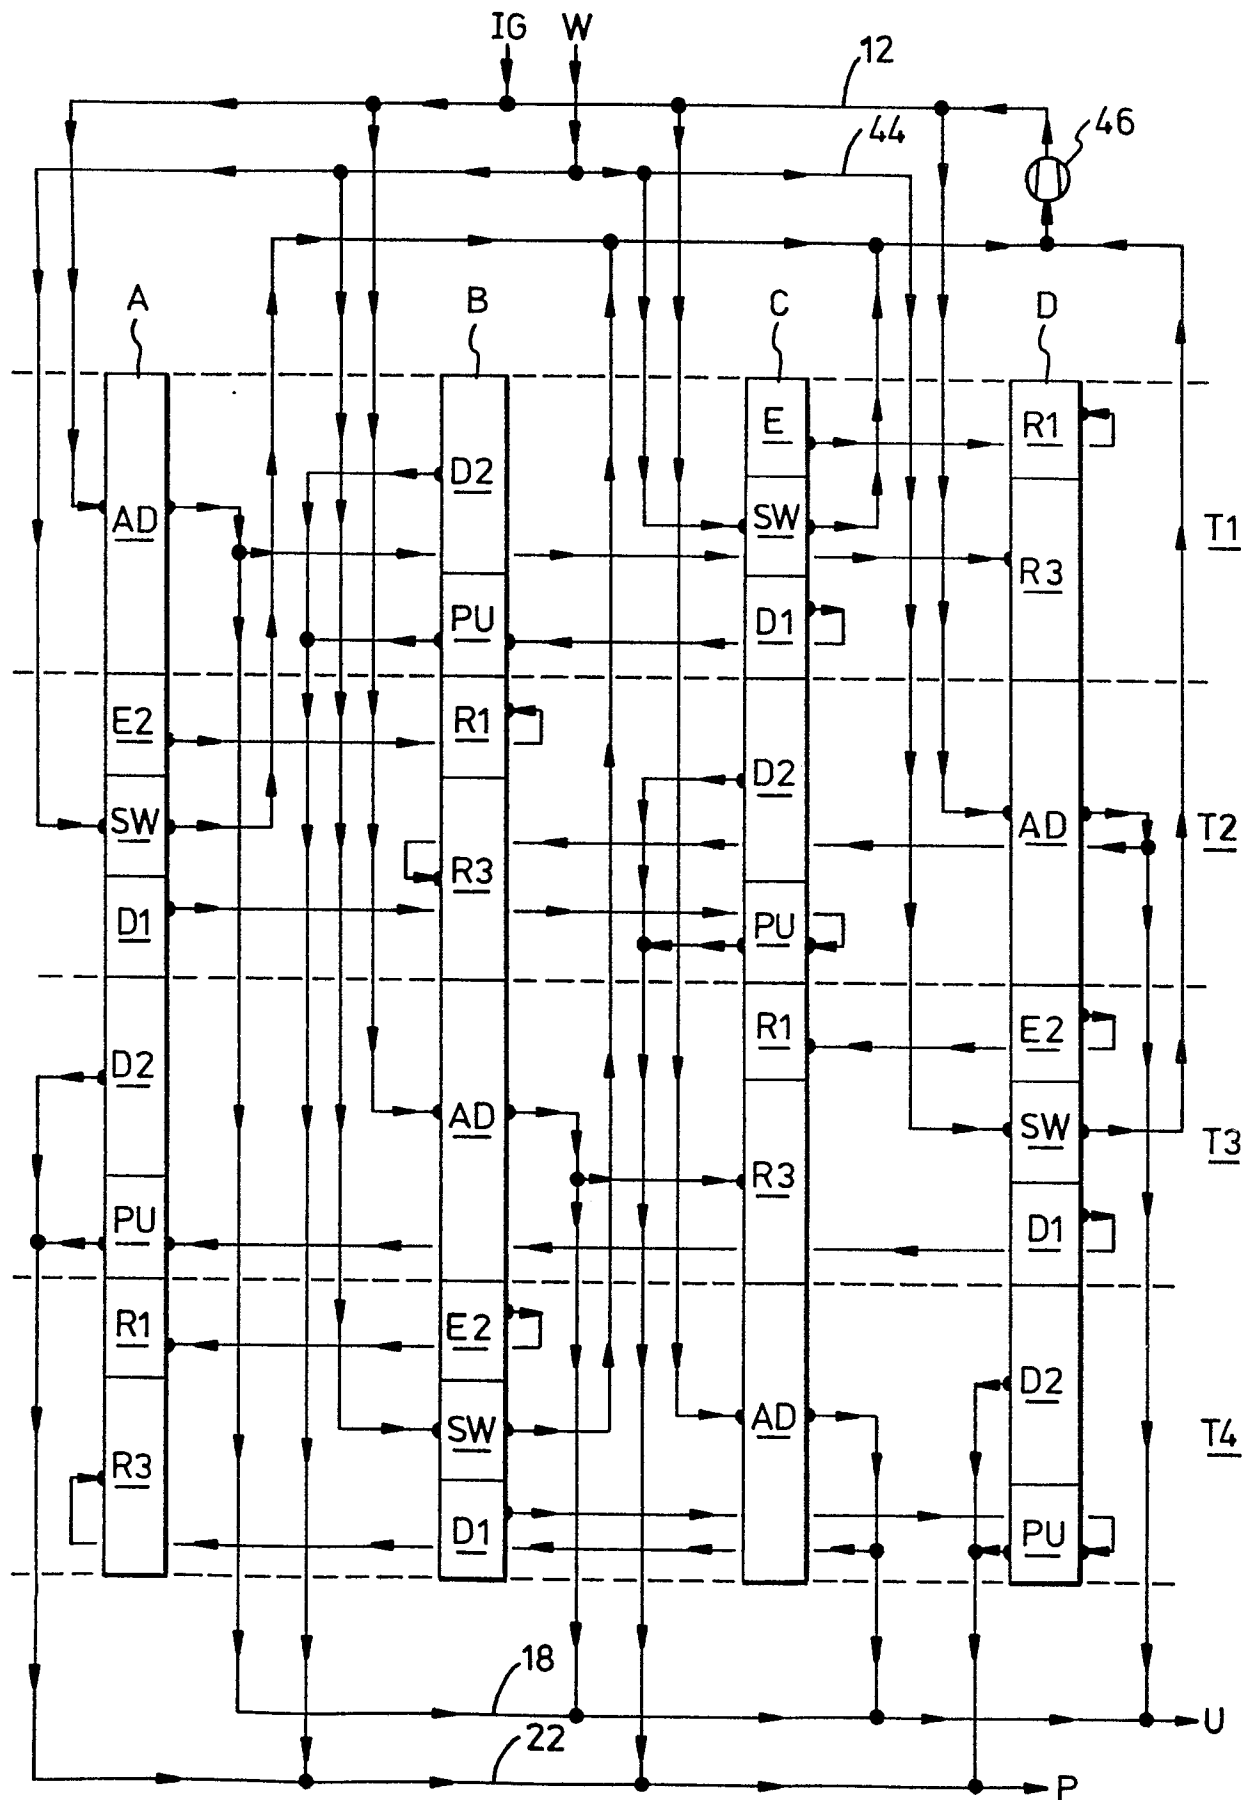 IG W
12
44
46
A B C D
E R1
D2
AD SW T1
R3
PU D1
E2 R1
D2
SW AD T2
R3
D1 PU
R1 E2
D2
AD SW T3
R3
PU D1
R1 E2
D2
SW AD T4
R3
D1 PU
18
U
22
P